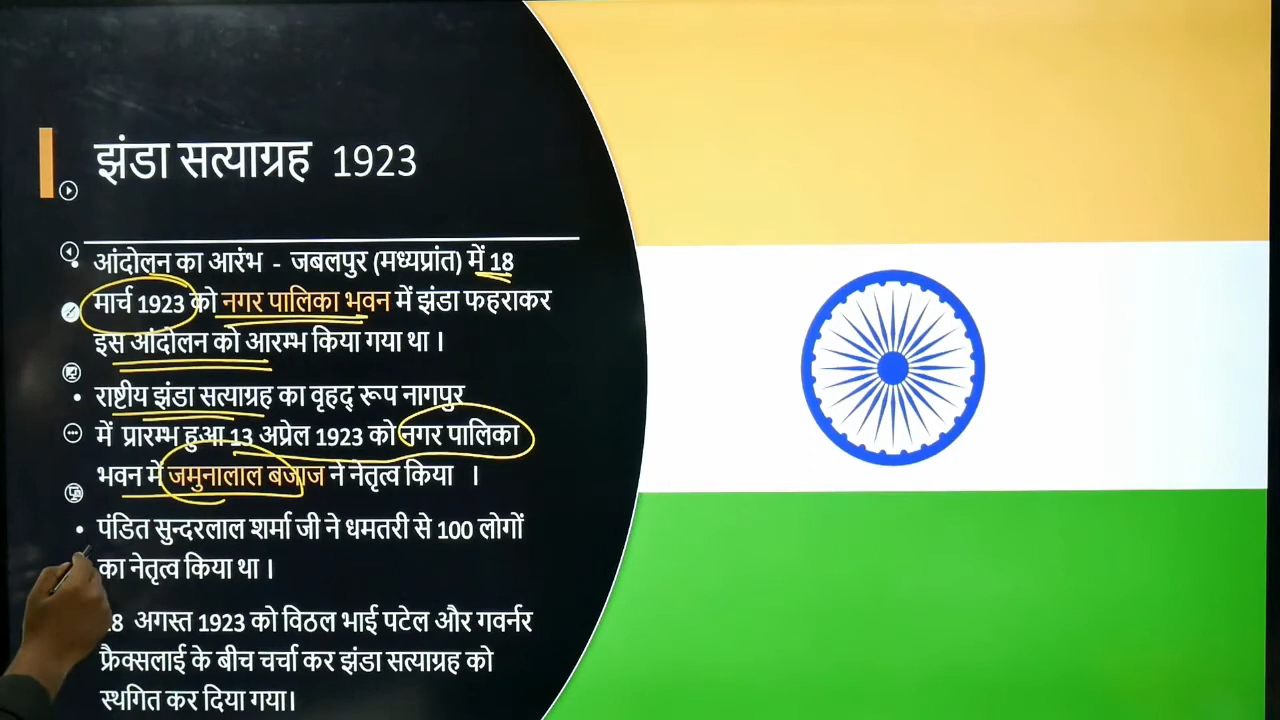 झंडा सत्याग्रह 1923
• आंदोलन का आरंभ - जबलपुर (मध्यप्रांत) में 18
मार्च 1923 को नगर पालिका भवन में झंडा फहराकर
इस आंदोलन को आरम्भ किया गया था ।
• राष्टीय झंडा सत्याग्रह का वृहद् रूप नागपुर
में प्रारम्भ हुआ 13 अप्रेल 1923 को नगर पालिका
भवन में जमुनालाल बजाज ने नेतृत्व किया ।
• पंडित सुन्दरलाल शर्मा जी ने धमतरी से 100 लोगों
का नेतृत्व किया था ।
8 अगस्त 1923 को विठल भाई पटेल और गवर्नर
फ्रैक्सलाई के बीच चर्चा कर झंडा सत्याग्रह को
स्थगित कर दिया गया।